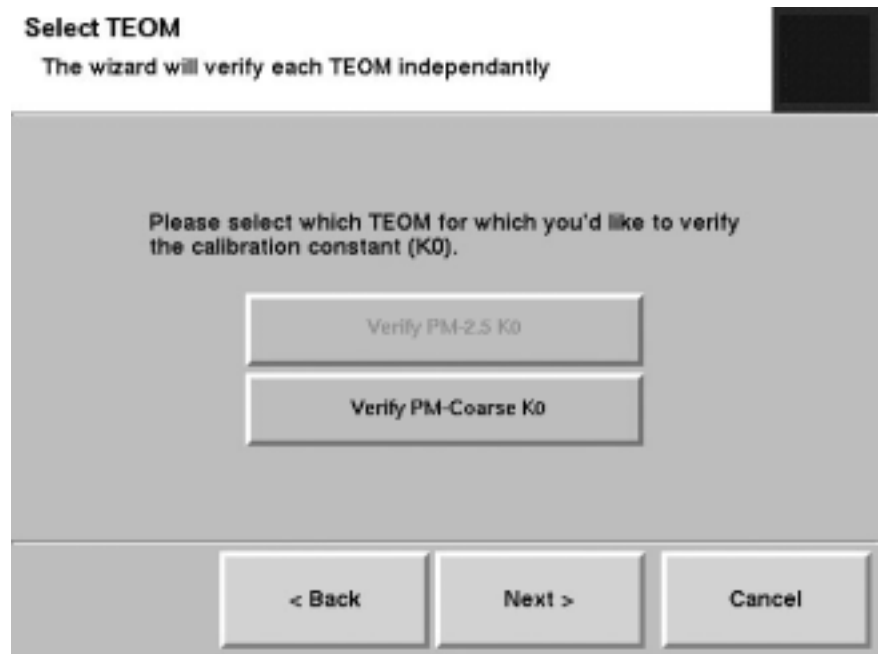 Select TEOM
The wizard will verify each TEOM independantly
Please select which TEOM for which you'd like to verify
the calibration constant (K0).
Verify PM-2.5 K0
Verify PM-Coarse K0
< Back
Next >
Cancel